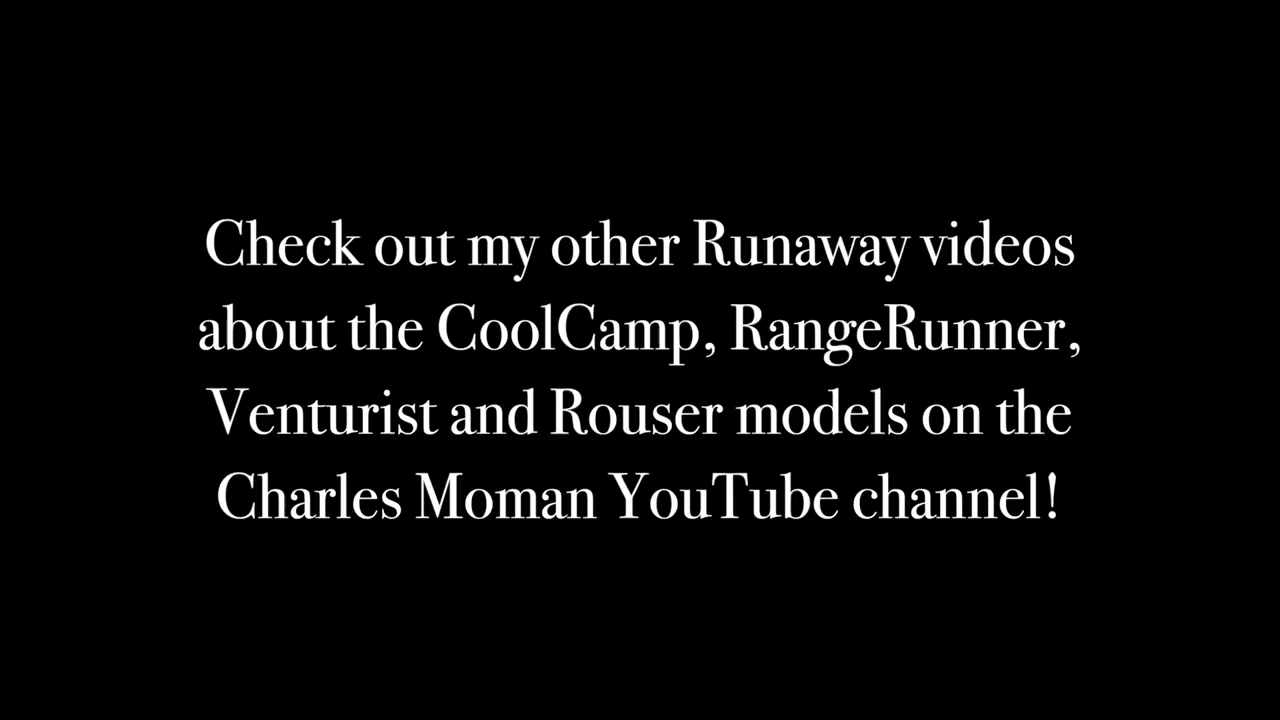 Check out my other Runaway videos
about the CoolCamp, RangeRunner,
Venturist and Rouser models on the
Charles Moman YouTube channel!